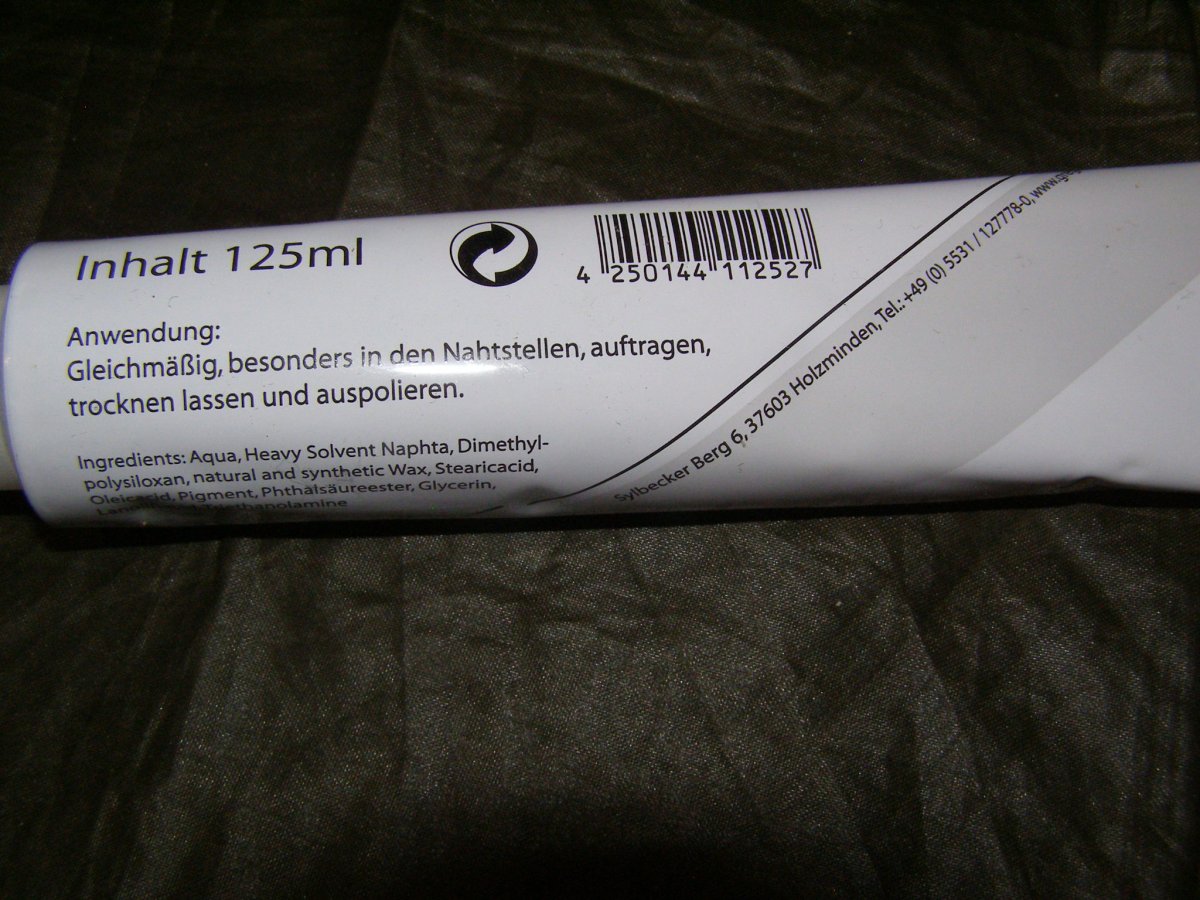 Inhalt 125ml
4 250144 112527
Anwendung:
Gleichmäßig, besonders in den Nahtstellen, auftragen,
trocknen lassen und auspolieren.
Ingredients: Aqua, Heavy Solvent Naphta, Dimethyl-
polysiloxan, natural and synthetic Wax, Stearicacid,
Oleicacid, Pigment, Phthalsäureester, Glycerin,
Triethanolamine
Sylbecker Berg 6, 37603 Holzminden, Tel.: +49 (0) 5531 / 127778-0,